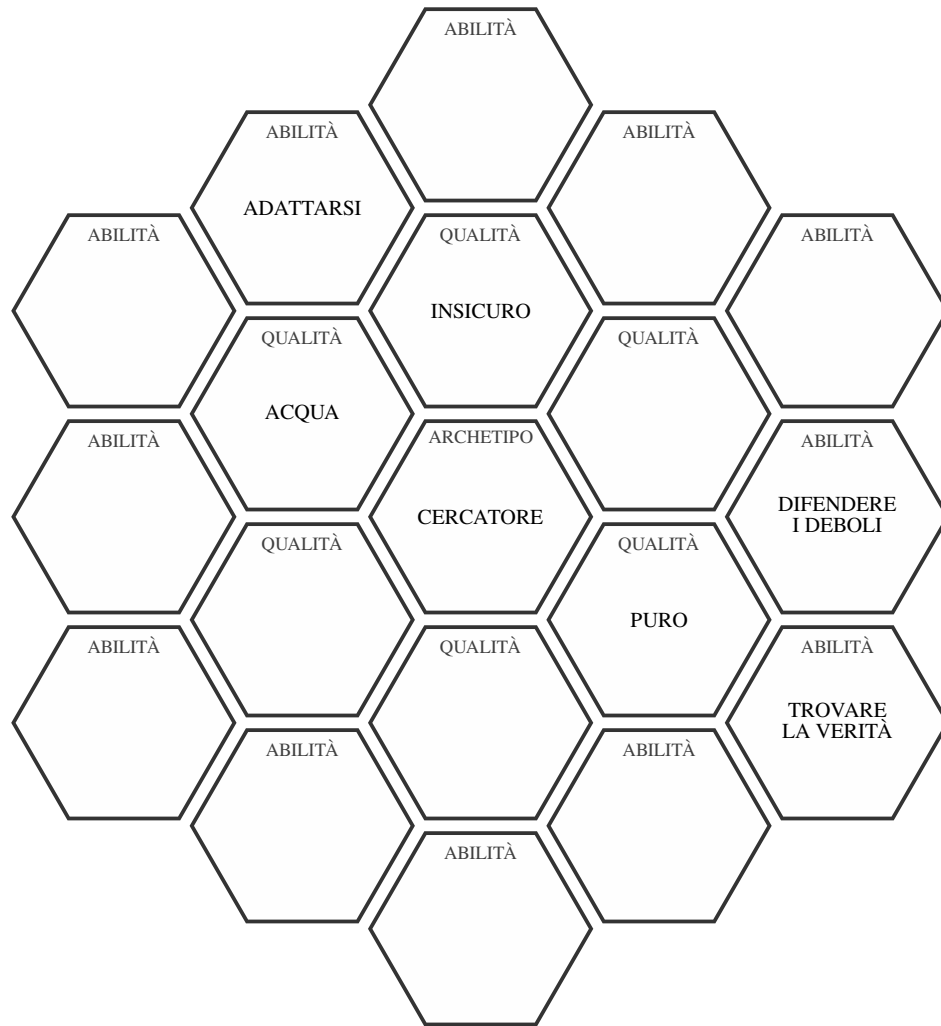 ABILITÀ
ABILITÀ
ADATTARSI
ABILITÀ
ABILITÀ
QUALITÀ
INSICURO
ABILITÀ
QUALITÀ
ACQUA
QUALITÀ
ABILITÀ
ARCHETIPO
CERCATORE
ABILITÀ
DIFENDERE
I DEBOLI
QUALITÀ
QUALITÀ
PURO
ABILITÀ
QUALITÀ
ABILITÀ
TROVARE
LA VERITÀ
ABILITÀ
ABILITÀ
ABILITÀ